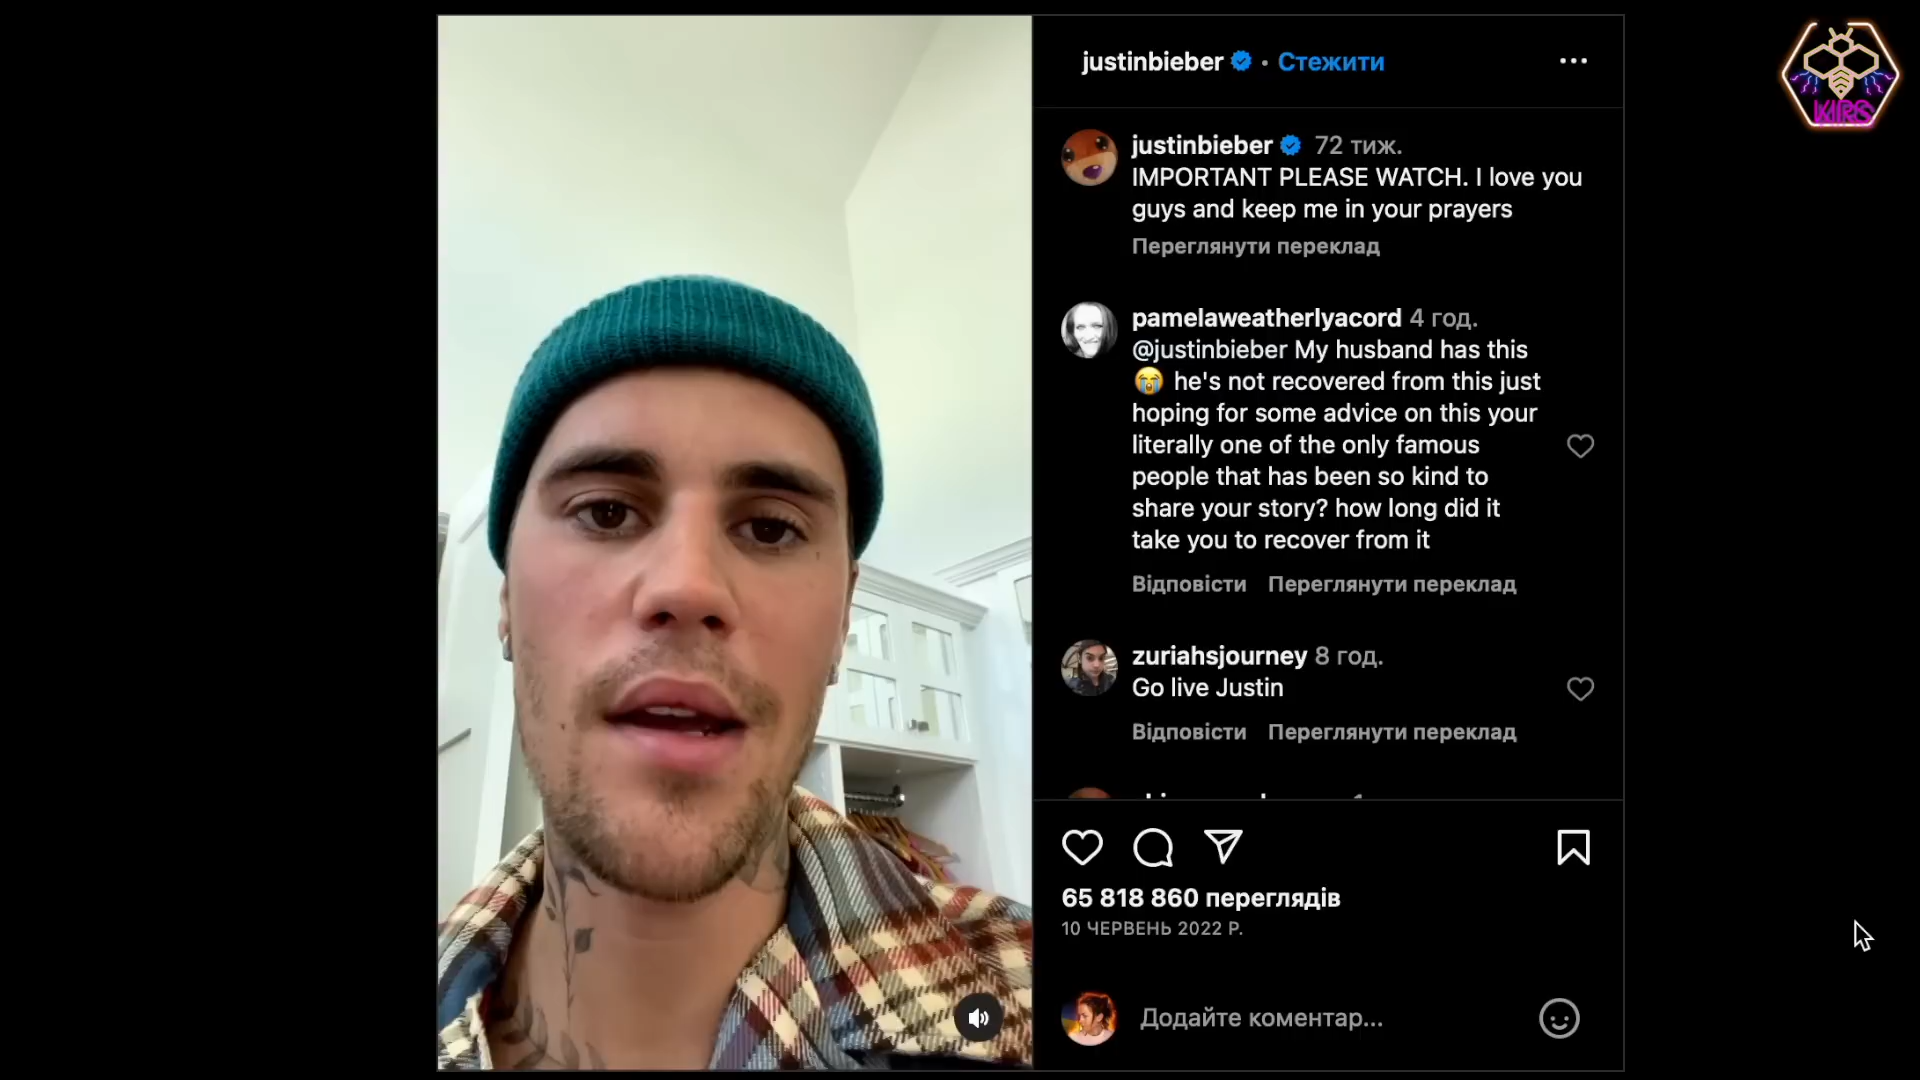 justinbieber • Стежити
KIRS
justinbieber 72 тиж.
IMPORTANT PLEASE WATCH. I love you
guys and keep me in your prayers
Переглянути переклад
pamelaweatherlyacord 4 год.
@justinbieber My husband has this
😭 he's not recovered from this just
hoping for some advice on this your
literally one of the only famous
people that has been so kind to
share your story? how long did it
take you to recover from it
Відповісти Переглянути переклад
zuriahsjourney 8 год.
Go live Justin
Відповісти Переглянути переклад
65 818 860 переглядів
10 ЧЕРВЕНЬ 2022 Р.
Додайте коментар...